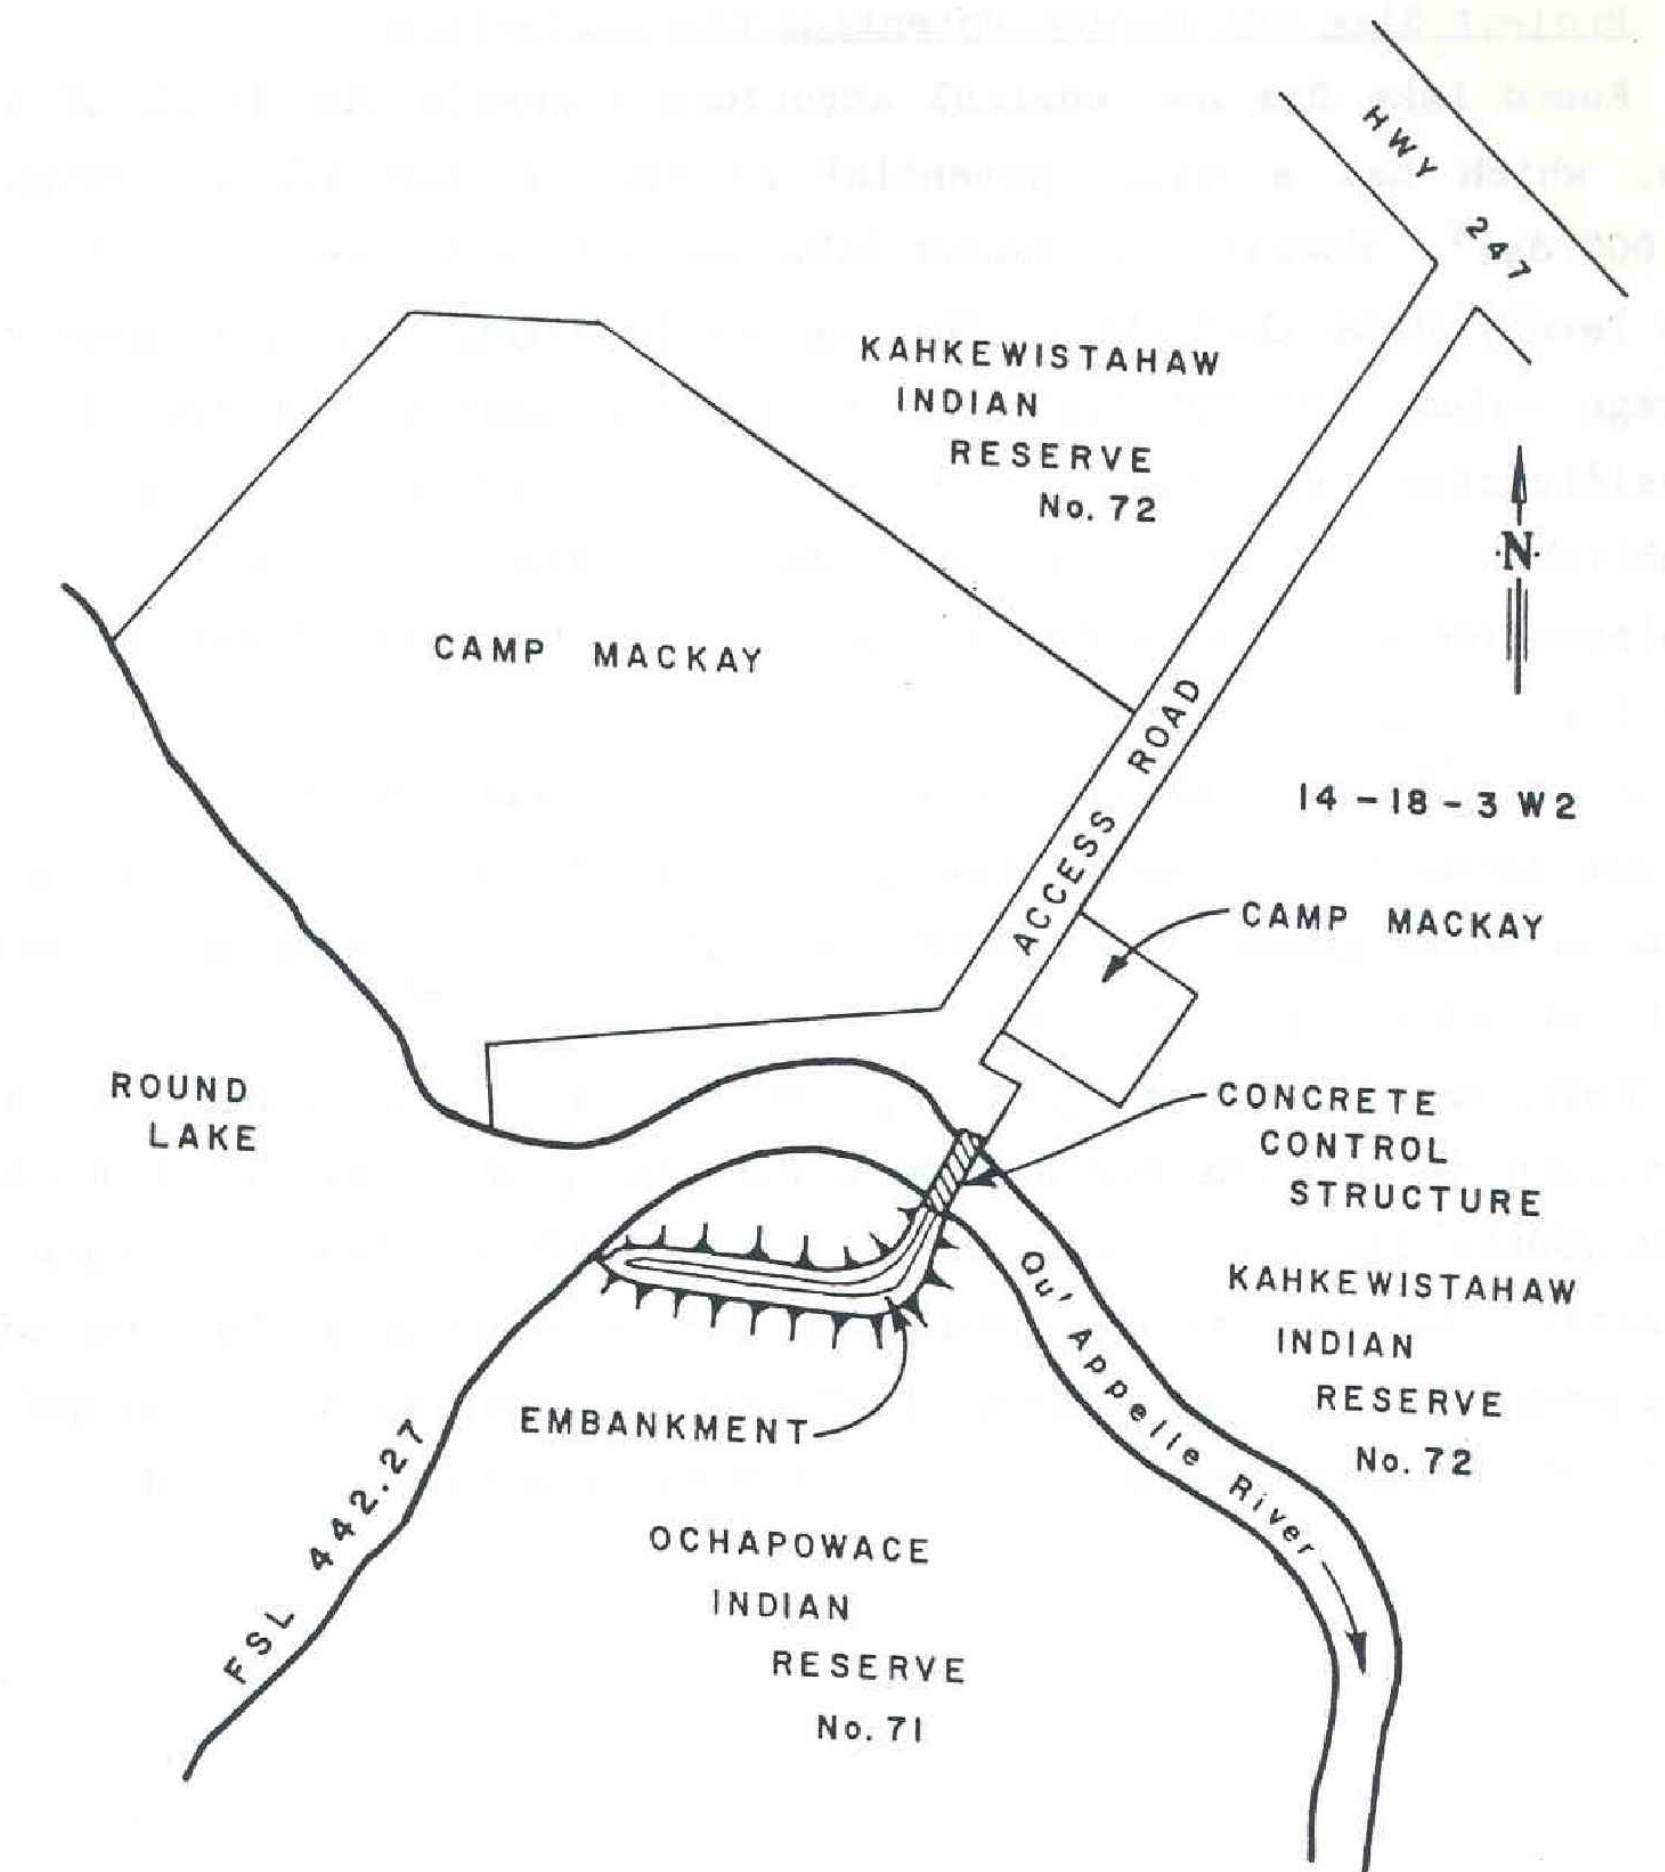 HWY 247
KAHKEWISTAHAW
INDIAN
RESERVE
No. 72
N
CAMP MACKAY
ACCESS ROAD
14 - 18 - 3 W2
CAMP MACKAY
ROUND
LAKE
CONCRETE
CONTROL
STRUCTURE
Qu' Appelle River
KAHKEWISTAHAW
INDIAN
RESERVE
No. 72
EMBANKMENT
FSL 442.27
OCHAPOWACE
INDIAN
RESERVE
No. 71